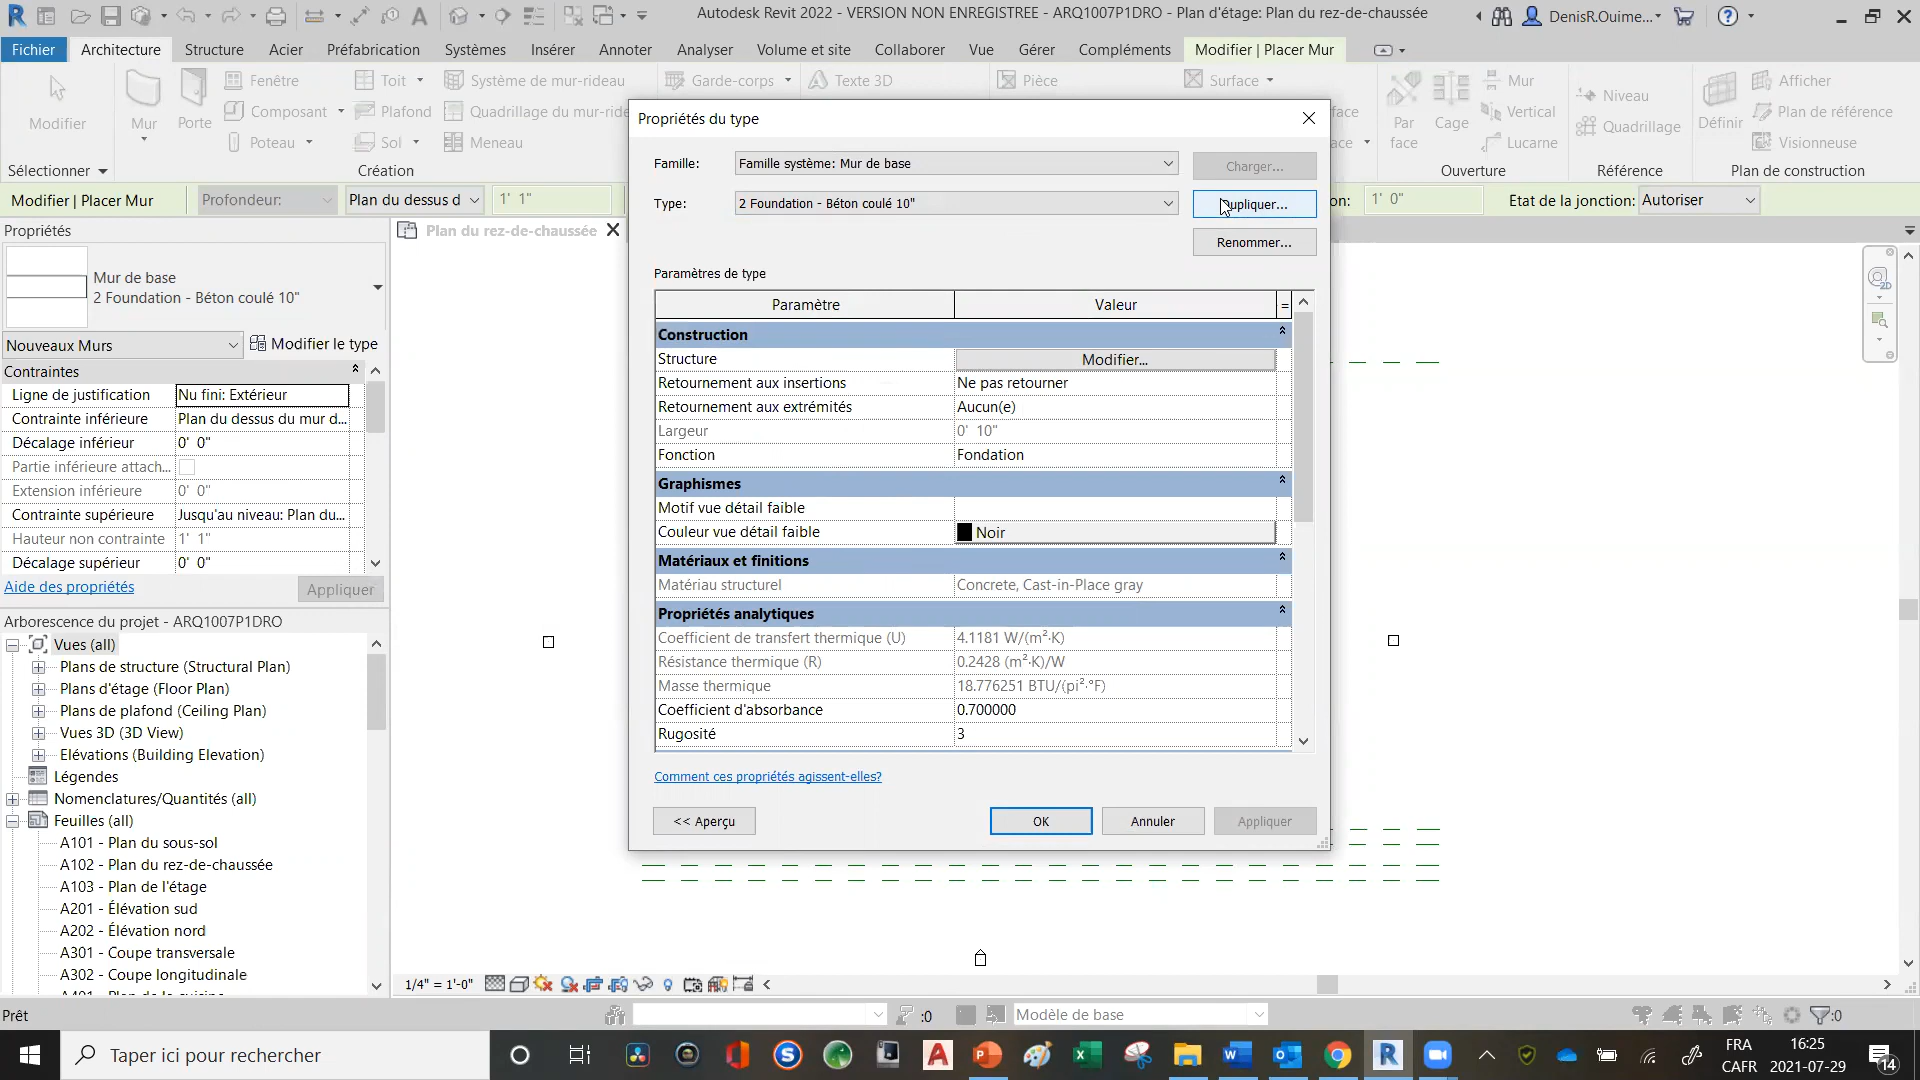 Autodesk Revit 2022 - VERSION NON ENREGISTREE - ARQ1007P1DRO - Plan d'étage: Plan du rez-de-chaussée
DenisR.Ouime...
Fichier Architecture Structure Acier Préfabrication Systèmes Insérer Annoter Analyser Volume et site Collaborer Vue Gérer Compléments Modifier | Placer Mur
Modifier Mur Porte
Fenêtre Toit Système de mur-rideau Garde-corps Texte 3D Pièce Surface
Composant Plafond Quadrillage du mur-ride
Poteau Sol Meneau
Par face Cage Mur Vertical Lucarne
Niveau Quadrillage
Définir Afficher Plan de référence Visionneuse
Sélectionner Création Ouverture Référence Plan de construction
Modifier | Placer Mur Profondeur: Plan du dessus d 1' 1" on: 1' 0" Etat de la jonction: Autoriser
Propriétés
Plan du rez-de-chaussée
Mur de base
2 Foundation - Béton coulé 10"
Nouveaux Murs Modifier le type
Contraintes
Ligne de justification Nu fini: Extérieur
Contrainte inférieure Plan du dessus du mur d...
Décalage inférieur 0' 0"
Partie inférieure attach...
Extension inférieure 0' 0"
Contrainte supérieure Jusqu'au niveau: Plan du...
Hauteur non contrainte 1' 1"
Décalage supérieur 0' 0"
Aide des propriétés Appliquer
Arborescence du projet - ARQ1007P1DRO
Vues (all)
Plans de structure (Structural Plan)
Plans d'étage (Floor Plan)
Plans de plafond (Ceiling Plan)
Vues 3D (3D View)
Elévations (Building Elevation)
Légendes
Nomenclatures/Quantités (all)
Feuilles (all)
A101 - Plan du sous-sol
A102 - Plan du rez-de-chaussée
A103 - Plan de l'étage
A201 - Élévation sud
A202 - Élévation nord
A301 - Coupe transversale
A302 - Coupe longitudinale
Propriétés du type
Famille: Famille système: Mur de base Charger...
Type: 2 Foundation - Béton coulé 10" Dupliquer...
Renommer...
Paramètres de type
Paramètre Valeur =
Construction
Structure Modifier...
Retournement aux insertions Ne pas retourner
Retournement aux extrémités Aucun(e)
Largeur 0' 10"
Fonction Fondation
Graphismes
Motif vue détail faible
Couleur vue détail faible Noir
Matériaux et finitions
Matériau structurel Concrete, Cast-in-Place gray
Propriétés analytiques
Coefficient de transfert thermique (U) 4.1181 W/(m²·K)
Résistance thermique (R) 0.2428 (m²·K)/W
Masse thermique 18.776251 BTU/(pi²·°F)
Coefficient d'absorbance 0.700000
Rugosité 3
Comment ces propriétés agissent-elles?
<< Aperçu OK Annuler Appliquer
2D
1/4" = 1'-0"
Prêt :0 Modèle de base :0
Taper ici pour rechercher
FRA
CAFR
16:25
2021-07-29
14